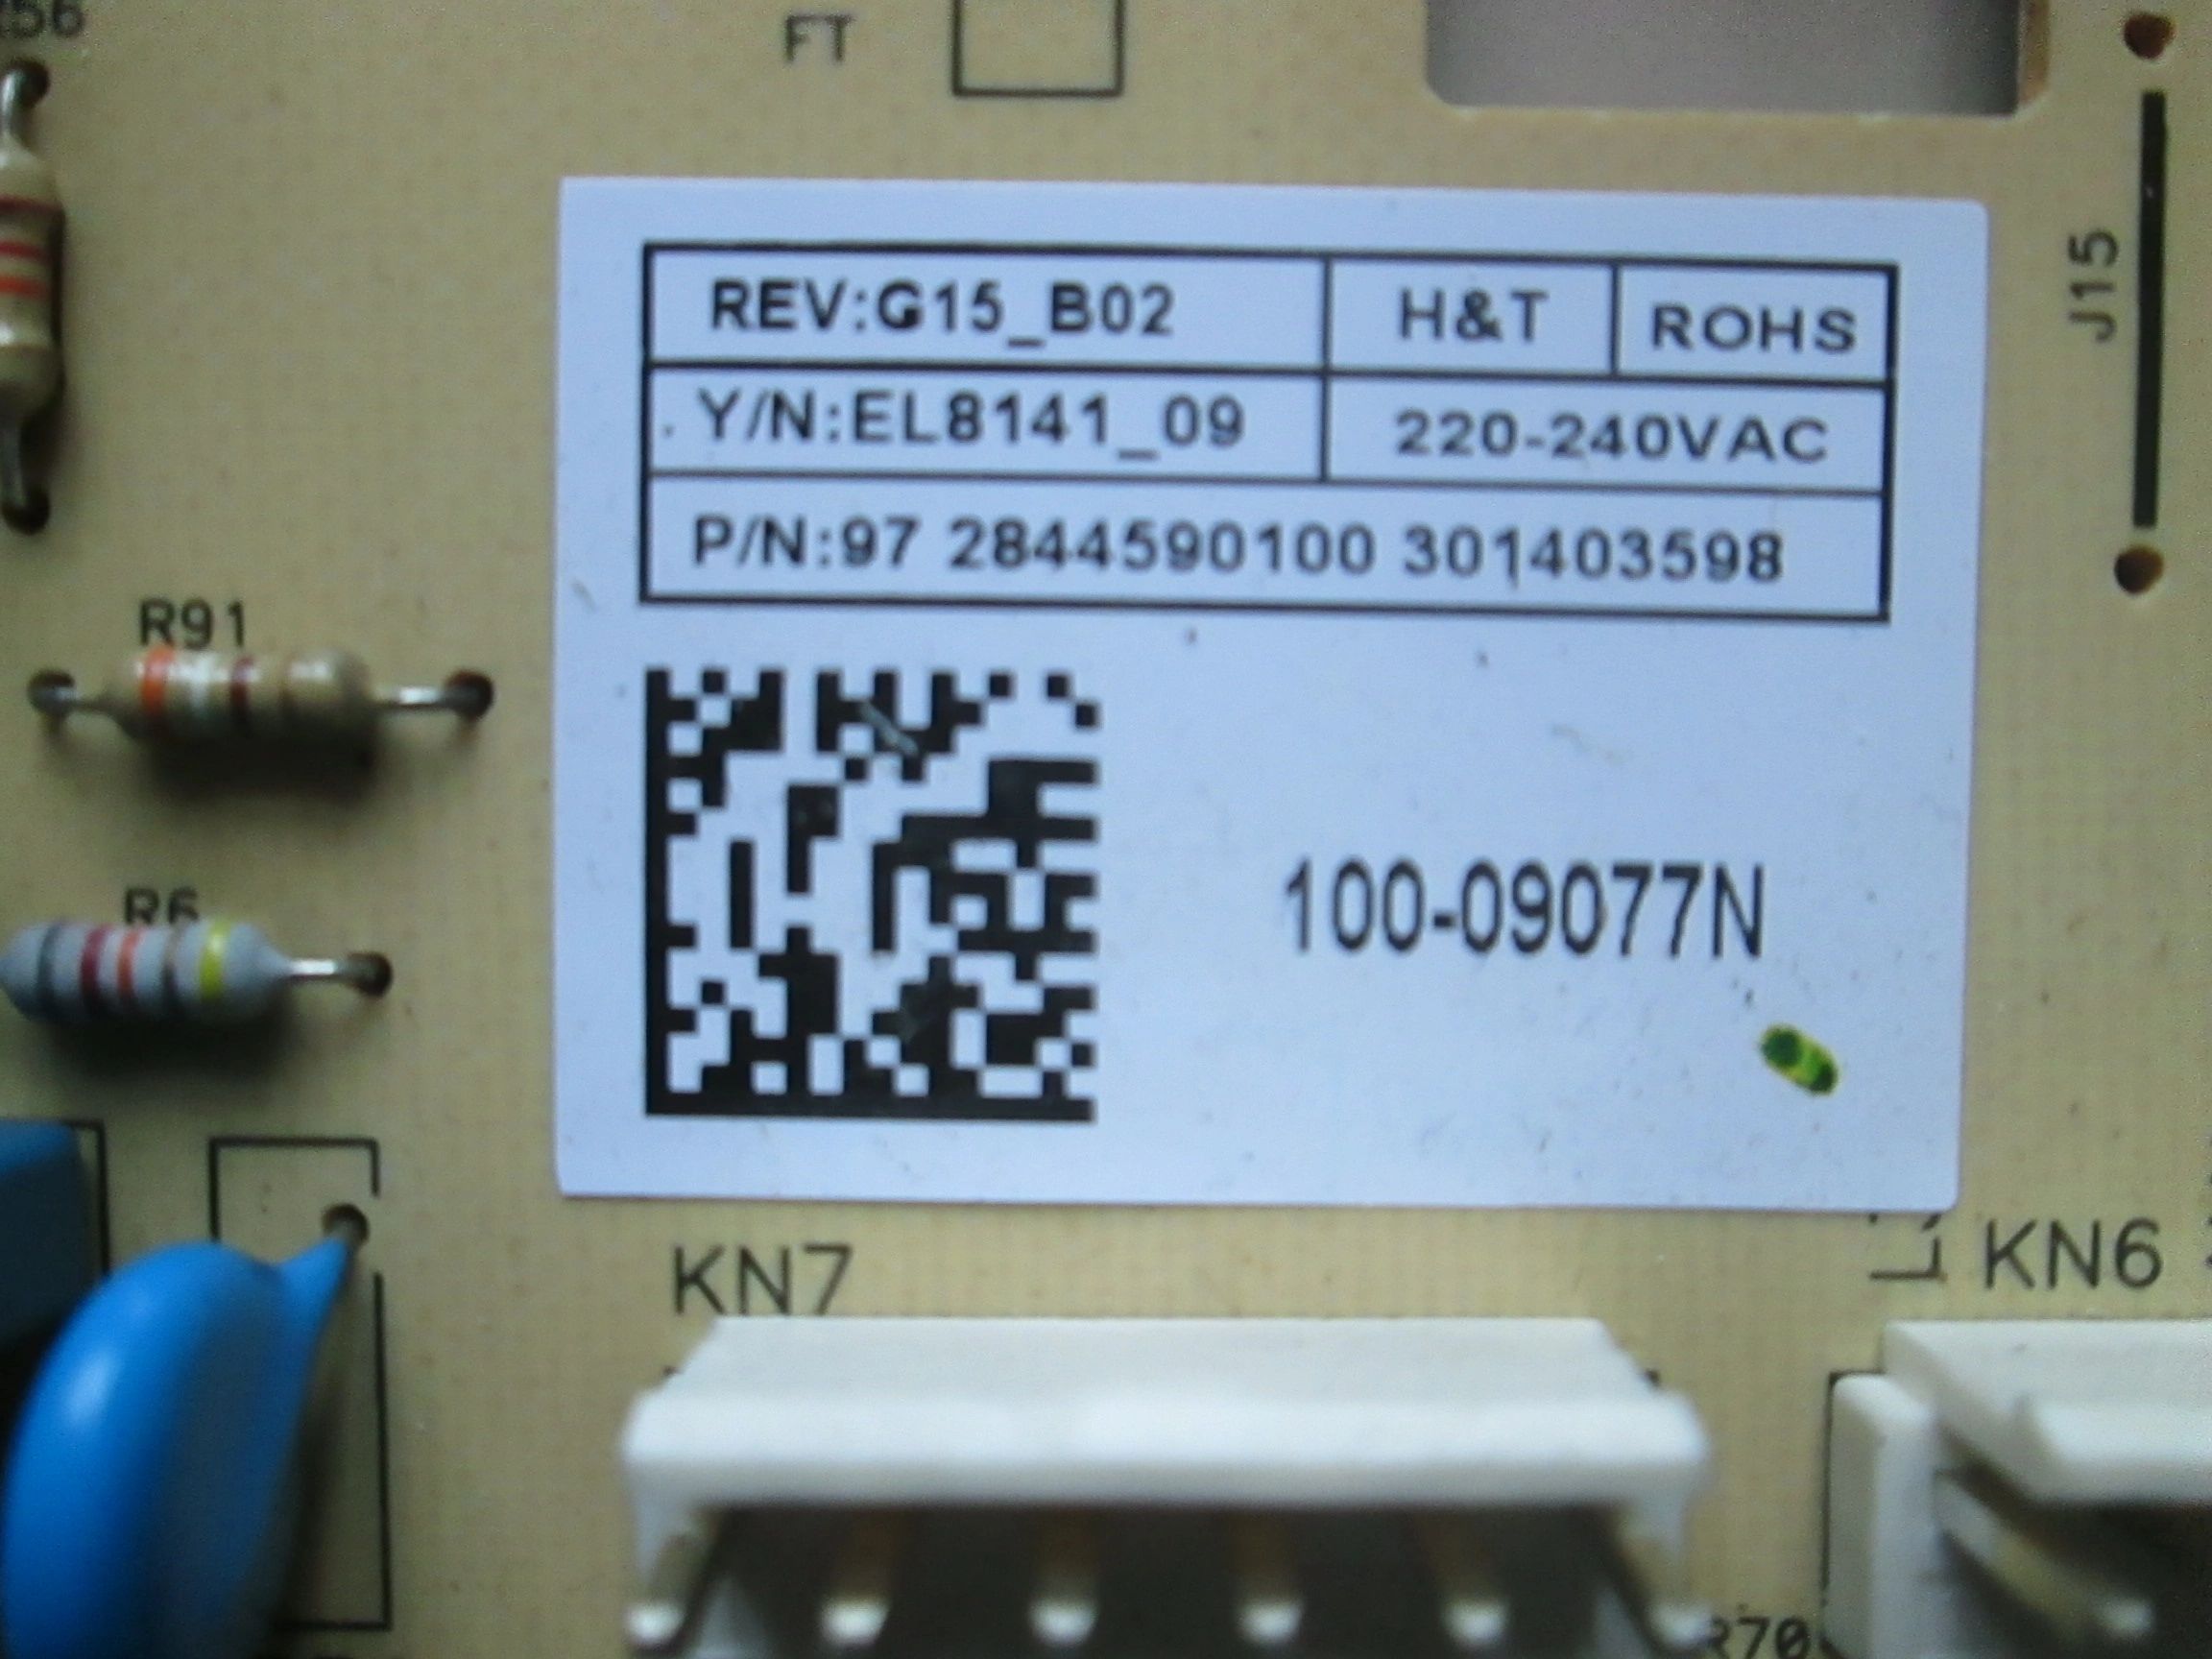 FT
REV:G15_B02 H&T ROHS
J15
Y/N:EL8141_09 220-240VAC
P/N:97 2844590100 301403598
R91
R6
100-09077N
KN7
KN6